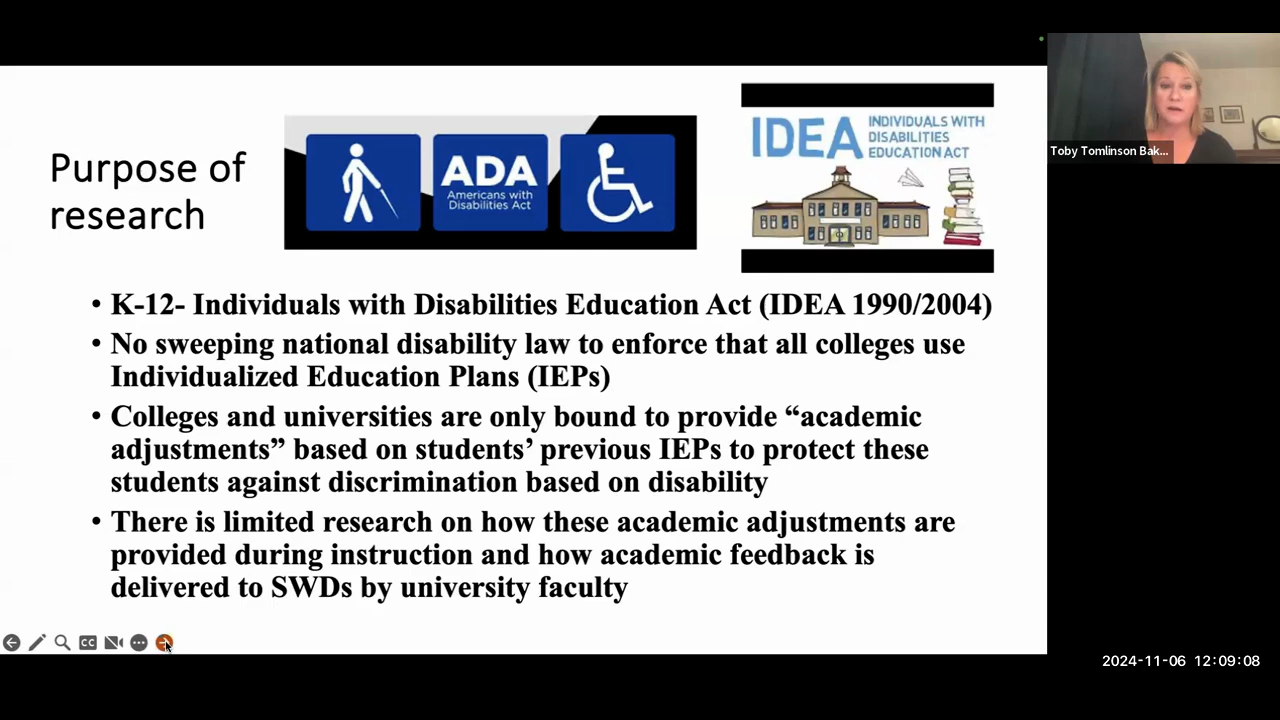 Purpose of
research
ADA
Americans with
Disabilities Act
IDEA
INDIVIDUALS WITH
DISABILITIES
EDUCATION ACT
Toby Tomlinson Bak...
• K-12- Individuals with Disabilities Education Act (IDEA 1990/2004)
• No sweeping national disability law to enforce that all colleges use
Individualized Education Plans (IEPs)
• Colleges and universities are only bound to provide “academic
adjustments” based on students’ previous IEPs to protect these
students against discrimination based on disability
• There is limited research on how these academic adjustments are
provided during instruction and how academic feedback is
delivered to SWDs by university faculty
CC
2024-11-06 12:09:08